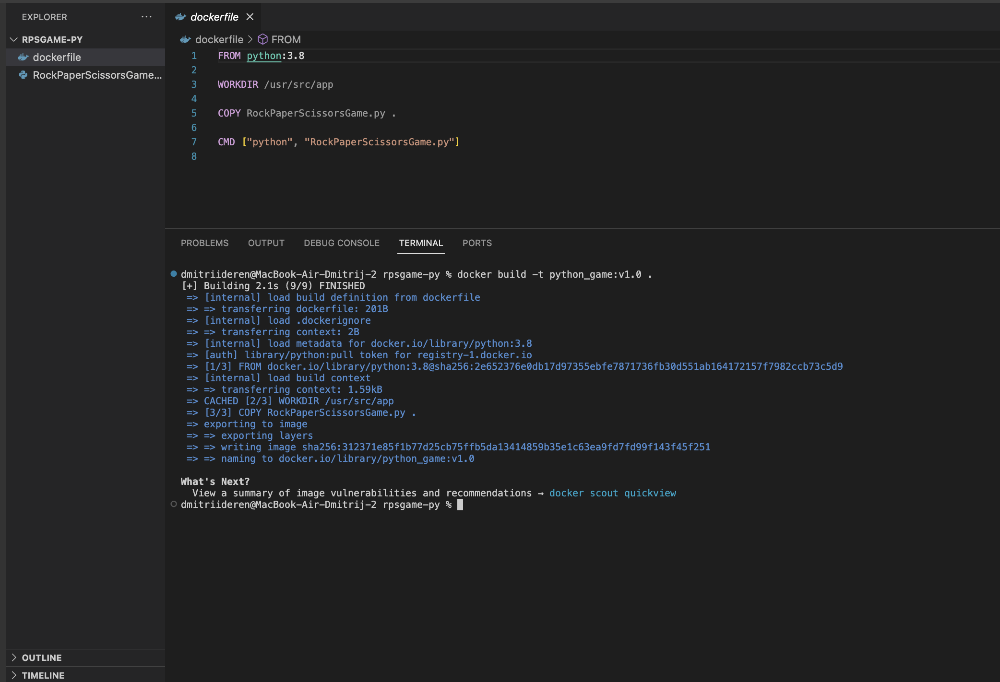 EXPLORER
RPSGAME-PY
dockerfile
RockPaperScissorsGame...
OUTLINE
TIMELINE
dockerfile
dockerfile > FROM
1 FROM python:3.8
2
3 WORKDIR /usr/src/app
4
5 COPY RockPaperScissorsGame.py .
6
7 CMD ["python", "RockPaperScissorsGame.py"]
8
PROBLEMS OUTPUT DEBUG CONSOLE TERMINAL PORTS
dmitriideren@MacBook-Air-Dmitrij-2 rpsgame-py % docker build -t python_game:v1.0 .
[+] Building 2.1s (9/9) FINISHED
=> [internal] load build definition from dockerfile
=> => transferring dockerfile: 201B
=> [internal] load .dockerignore
=> => transferring context: 2B
=> [internal] load metadata for docker.io/library/python:3.8
=> [auth] library/python:pull token for registry-1.docker.io
=> [1/3] FROM docker.io/library/python:3.8@sha256:2e652376e0db17d97355ebfe7871736fb30d551ab164172157f7982ccb73c5d9
=> [internal] load build context
=> => transferring context: 1.59kB
=> CACHED [2/3] WORKDIR /usr/src/app
=> [3/3] COPY RockPaperScissorsGame.py .
=> exporting to image
=> => exporting layers
=> => writing image sha256:312371e85f1b77d25cb75ffb5da13414859b35e1c63ea9fd7fd99f143f45f251
=> => naming to docker.io/library/python_game:v1.0
What's Next?
View a summary of image vulnerabilities and recommendations → docker scout quickview
dmitriideren@MacBook-Air-Dmitrij-2 rpsgame-py %